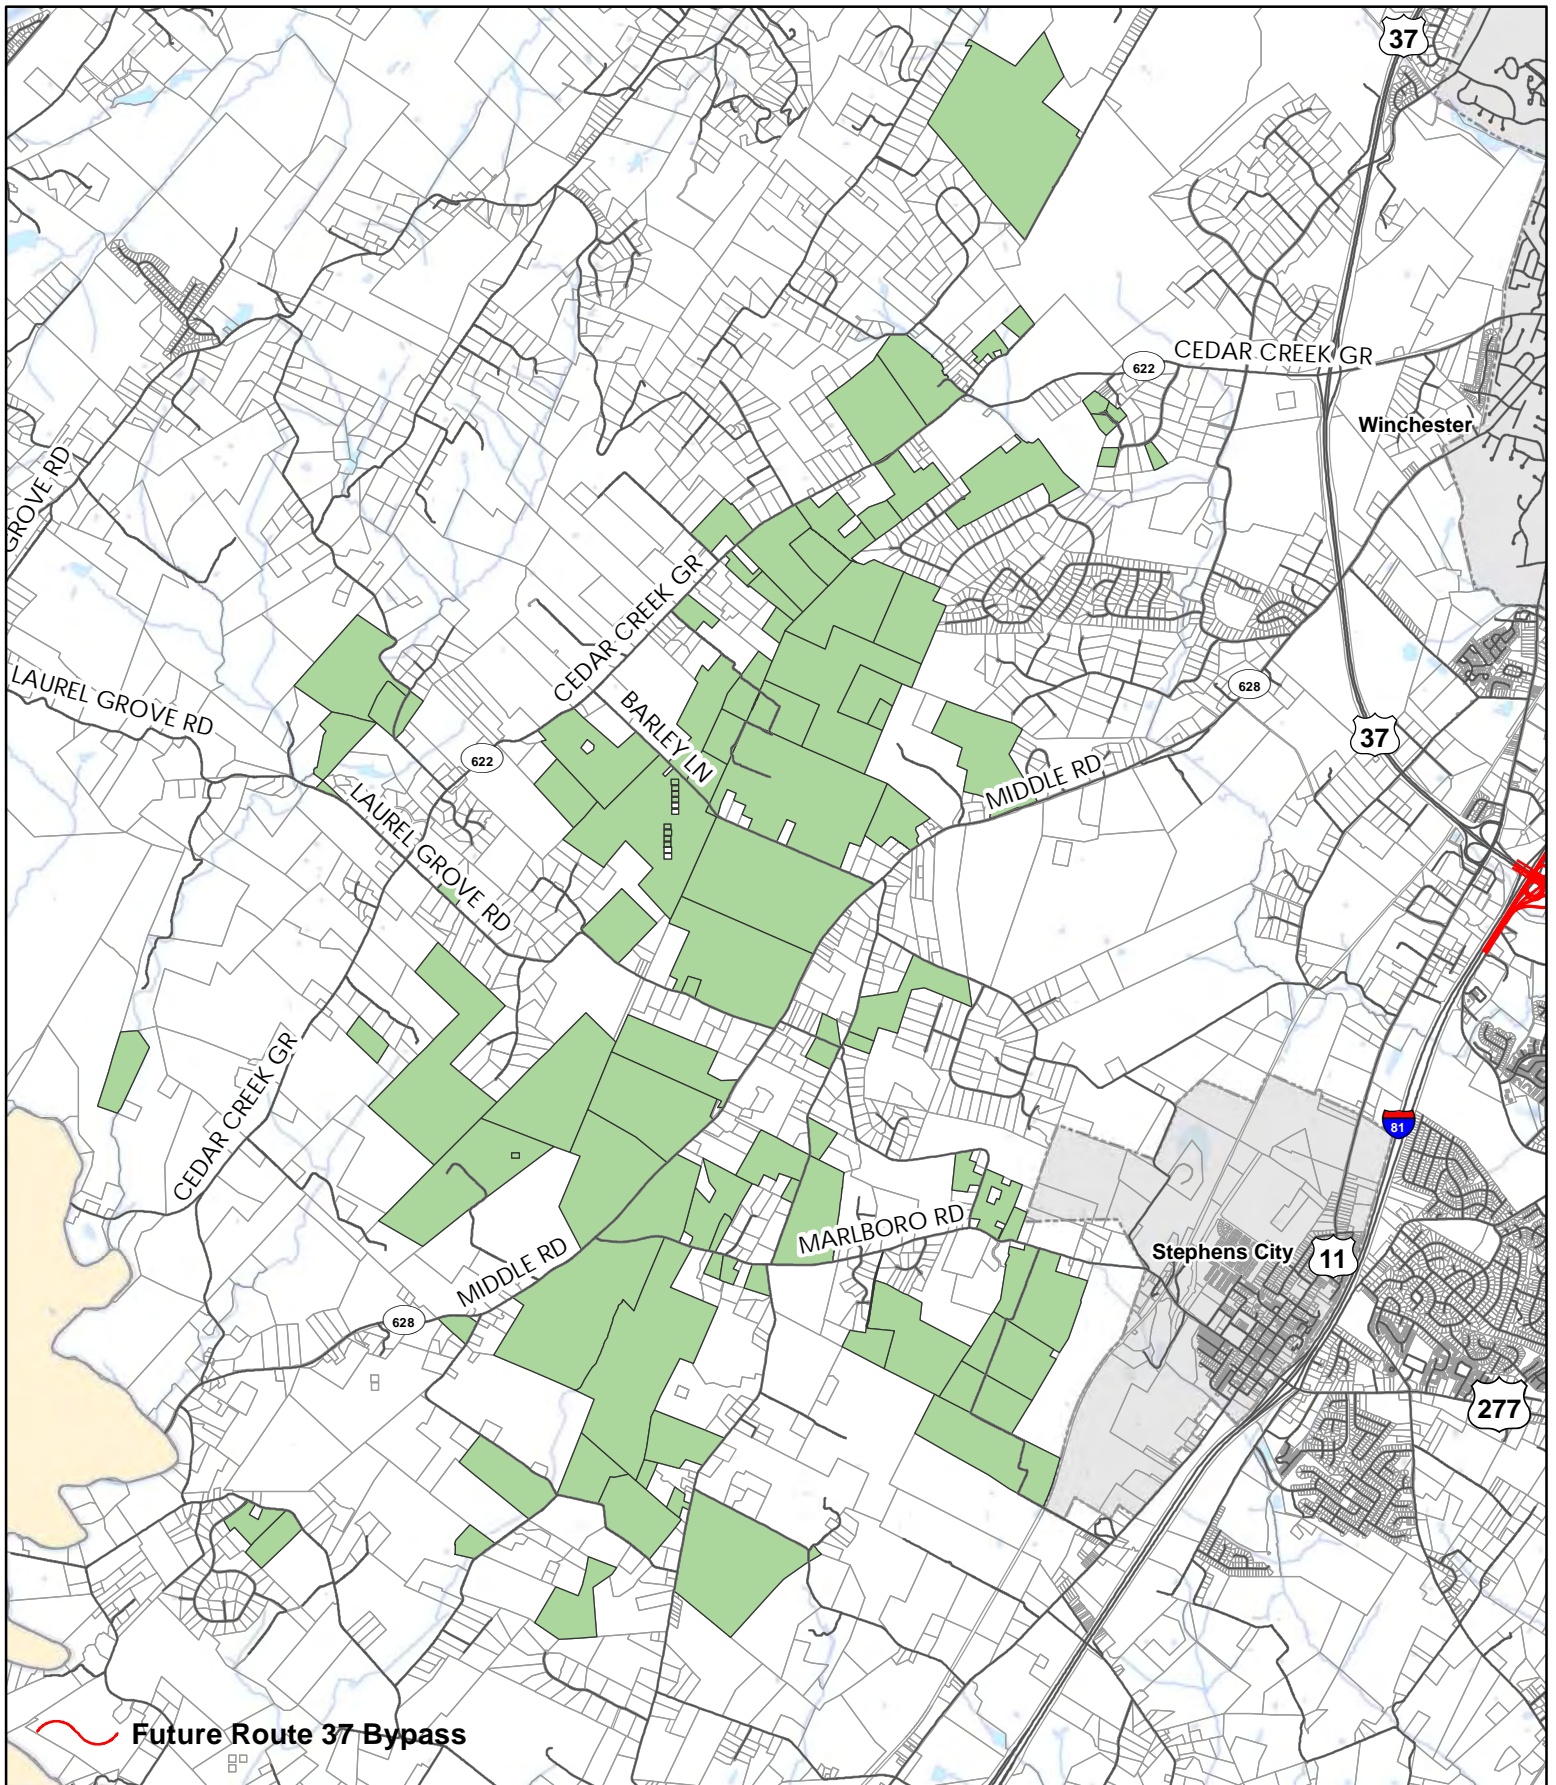 37
CEDAR CREEK GR
622
Winchester
GROVE RD
CEDAR CREEK GR
LAUREL GROVE RD
628
BARLEY LN
37
622
MIDDLE RD
LAUREL GROVE RD
CEDAR CREEK GR
81
MARLBORO RD
Stephens City
11
MIDDLE RD
628
277
Future Route 37 Bypass